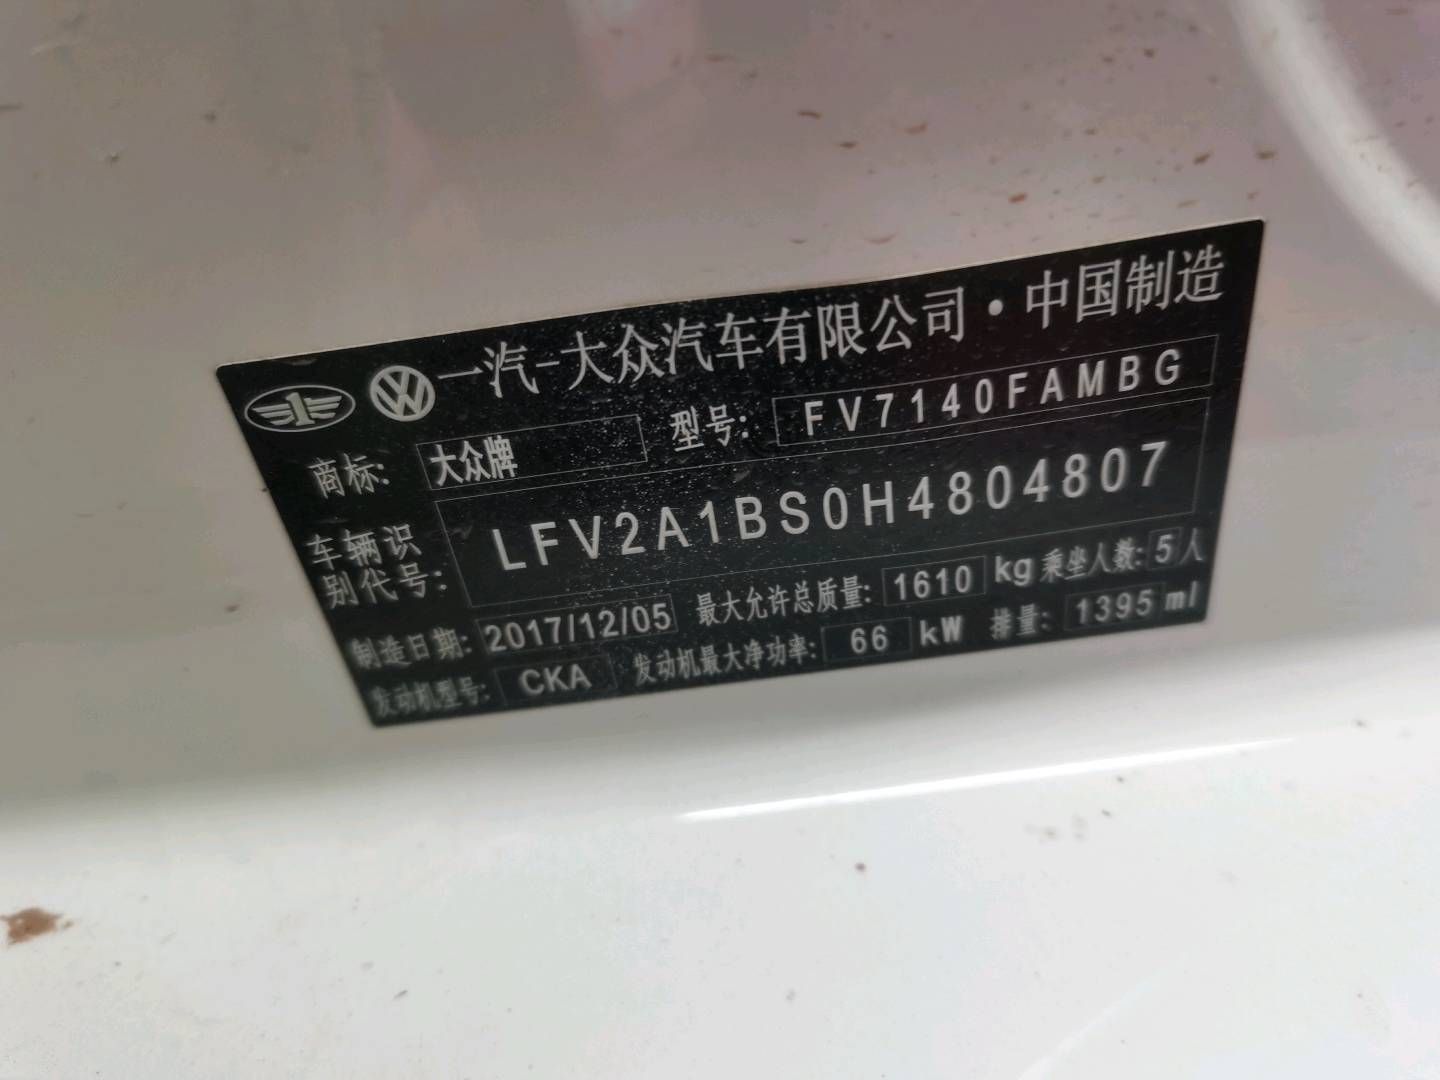 一汽-大众汽车有限公司·中国制造
商标: 大众牌 型号: FV7140FAMBG
车辆识别代号: LFV2A1BS0H4804807
制造日期: 2017/12/05 最大允许总质量: 1610 kg 乘坐人数: 5 人
发动机型号: CKA 发动机最大净功率: 66 kW 排量: 1395 ml